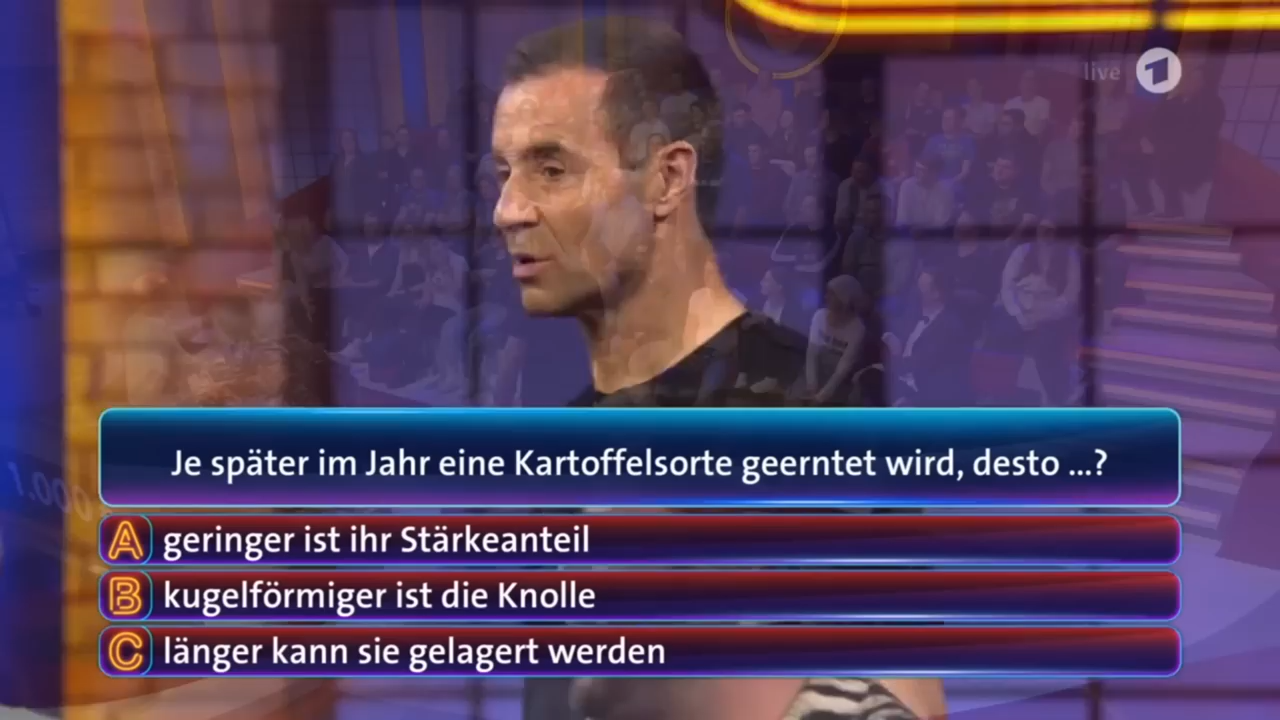 live 1
Je später im Jahr eine Kartoffelsorte geerntet wird, desto ...?
A geringer ist ihr Stärkeanteil
B kugelförmiger ist die Knolle
C länger kann sie gelagert werden